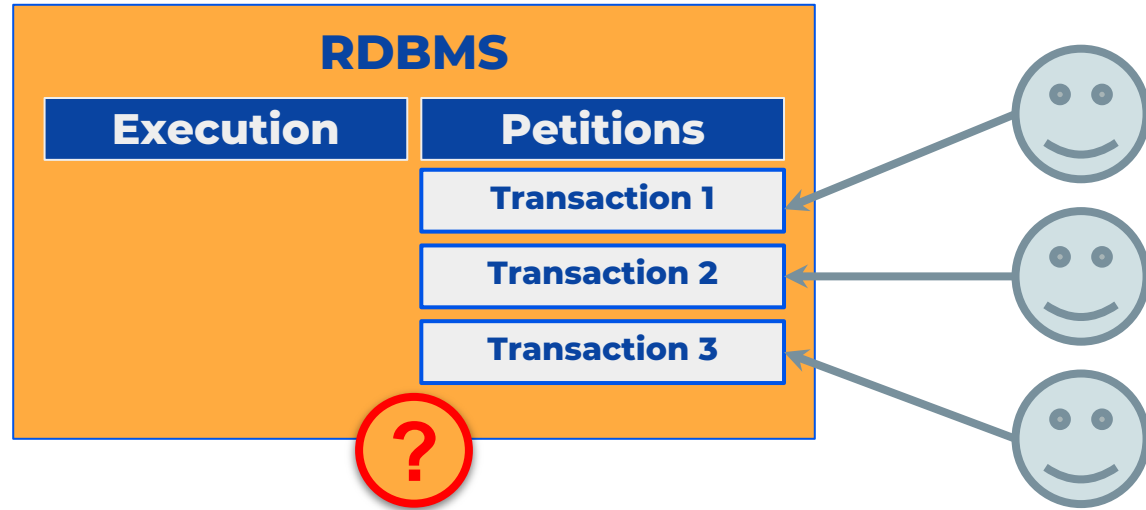 RDBMS
Execution
Petitions
Transaction 1
Transaction 2
Transaction 3
?